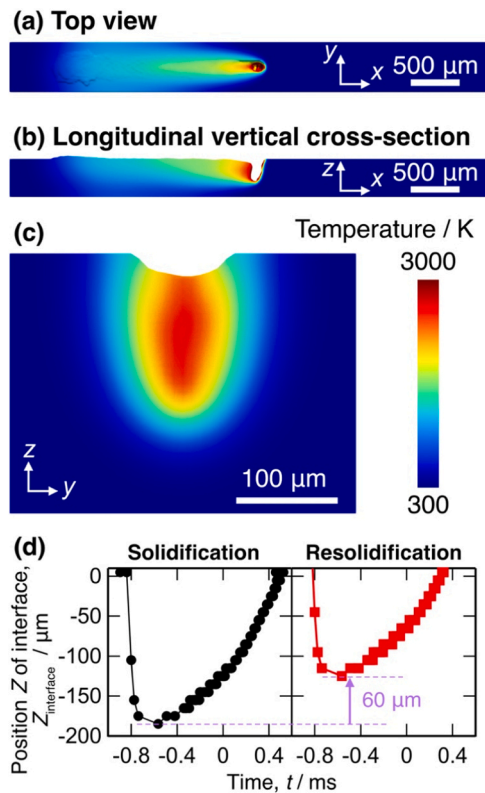 (a) Top view
y
x
500 μm
(b) Longitudinal vertical cross-section
z
x
500 μm
(c)
Temperature / K
3000
300
z
y
100 μm
(d)
Solidification Resolidification
Position Z of interface,
Zinterface / μm
0
-50
-100
-150
-200
60 μm
-0.8 -0.4 0 0.4 -0.8 -0.4 0 0.4
Time, t / ms